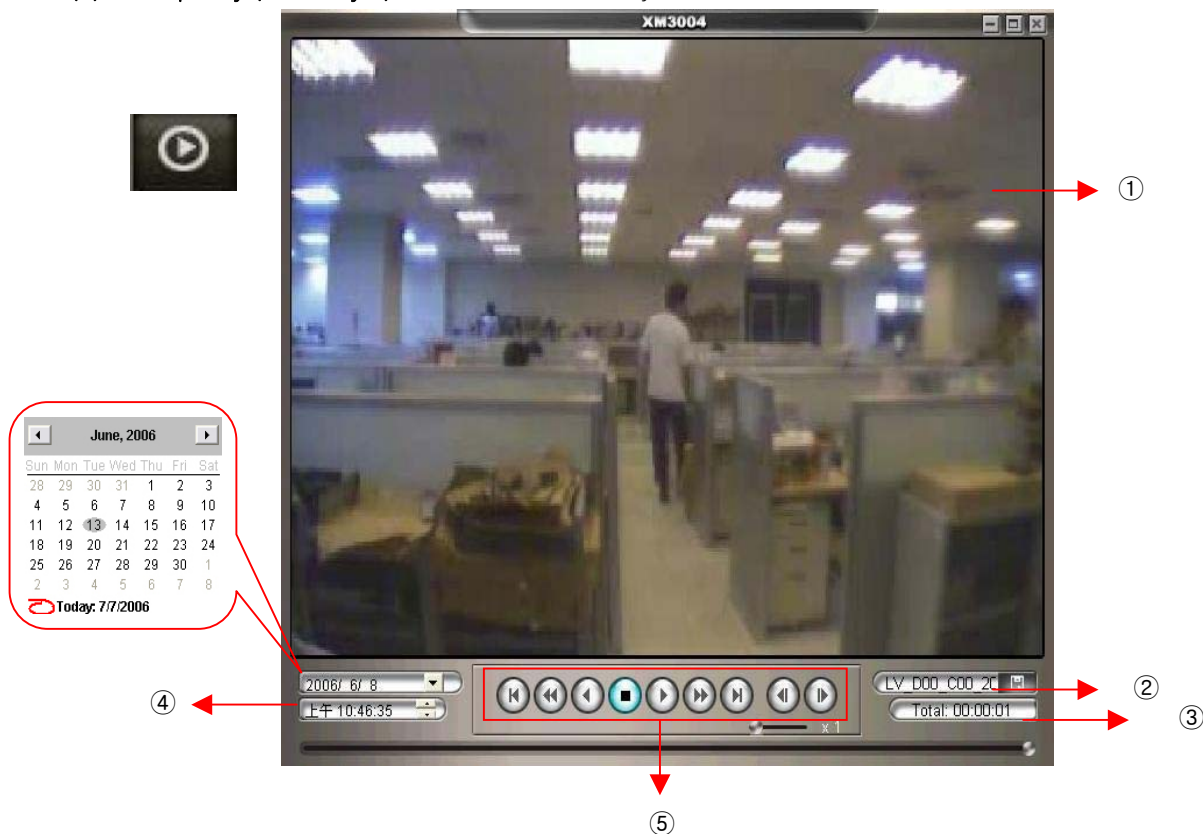 XM3004
①
June, 2006
Sun Mon Tue Wed Thu Fri Sat
28 29 30 31 1 2 3
4 5 6 7 8 9 10
11 12 13 14 15 16 17
18 19 20 21 22 23 24
25 26 27 28 29 30 1
2 3 4 5 6 7 8
Today: 7/7/2006
2006/ 6/ 8
LV_D00_C00_20
②
④
上午 10:46:35
Total: 00:00:01
③
x 1
⑤